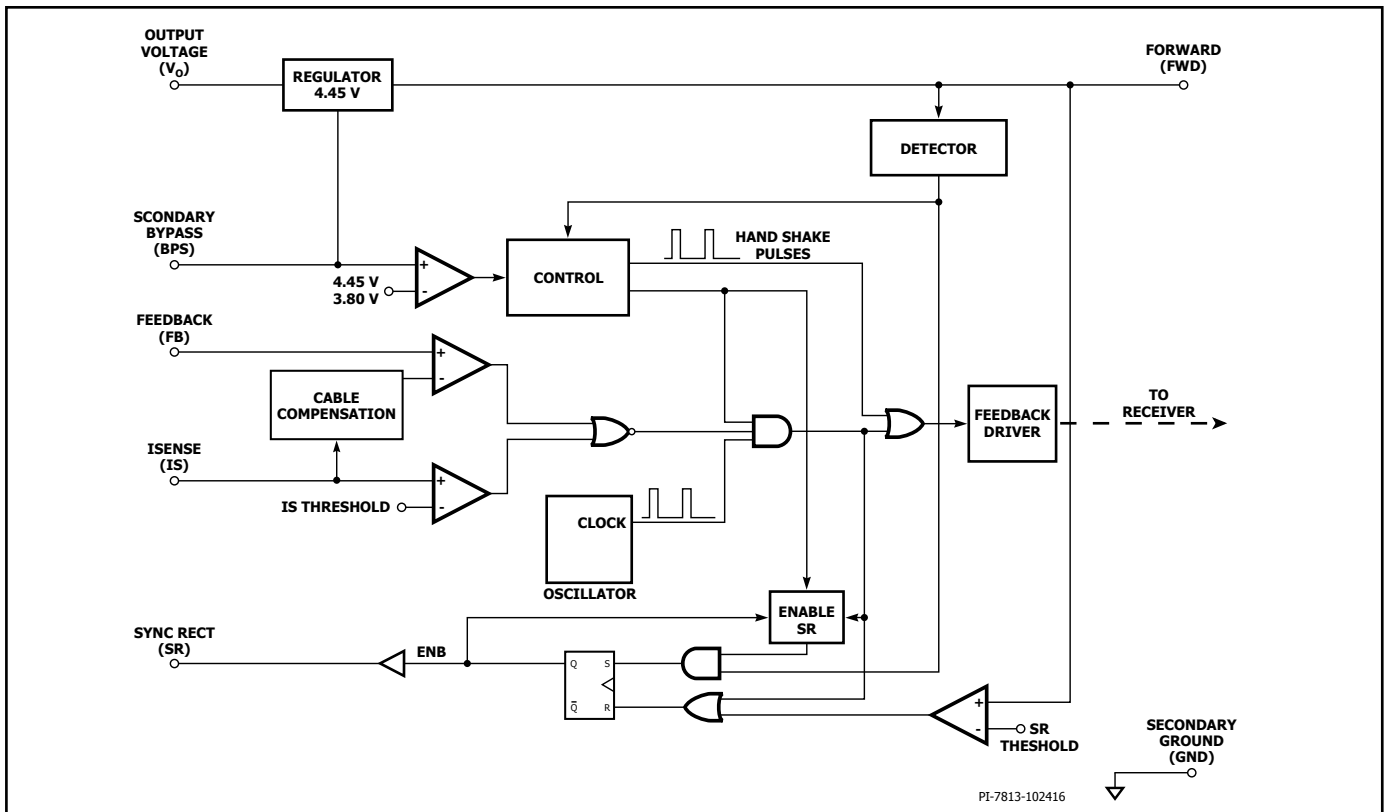 OUTPUT
VOLTAGE
(VO)
REGULATOR
4.45 V
FORWARD
(FWD)
DETECTOR
SCONDARY
BYPASS
(BPS)
+
-
4.45 V
3.80 V
CONTROL
HAND SHAKE
PULSES
FEEDBACK
(FB)
+
-
CABLE
COMPENSATION
FEEDBACK
DRIVER
TO
RECEIVER
ISENSE
(IS)
+
-
IS THRESHOLD
CLOCK
OSCILLATOR
ENABLE
SR
SYNC RECT
(SR)
ENB
Q
S
Q̅
R
+
-
SR
THESHOLD
SECONDARY
GROUND
(GND)
PI-7813-102416